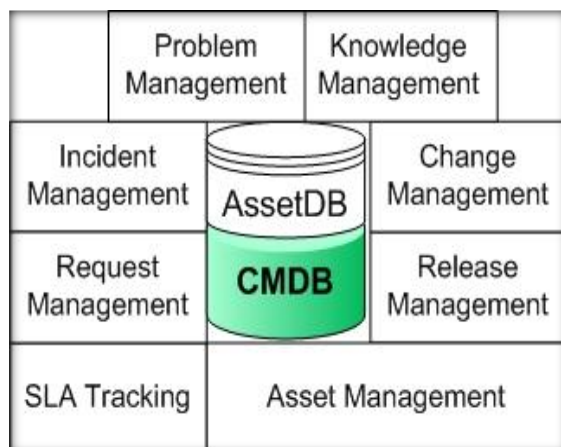 Problem
Management
Knowledge
Management
Incident
Management
AssetDB
Change
Management
Request
Management
CMDB
Release
Management
SLA Tracking
Asset Management